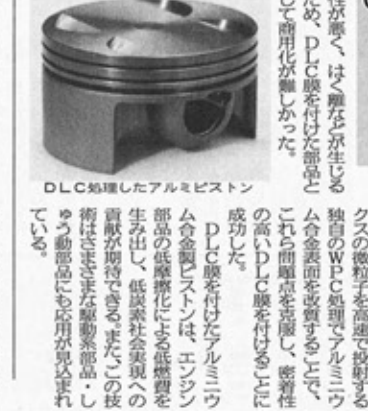 性が悪く、はく離などが生じる
ため、ＤＬＣ膜を付けた部品と
して商用化が難しかった。
ＤＬＣ処理したアルミピストン
クスの微粒子を高速で投射する
独自のＷＰＣ処理でアルミニウ
ム合金表面を改質することで、
これら問題点を克服し、密着性
の高いＤＬＣ膜を付けることに
成功した。
ＤＬＣ膜を付けたアルミニウ
ム合金製ピストンは、エンジン
部品の低摩擦化による低燃費を
生み出し、低炭素社会実現への
貢献が期待できる。また、この技
術はさまざまな駆動系部品・し
ゅう動部品にも応用が見込まれ
ている。